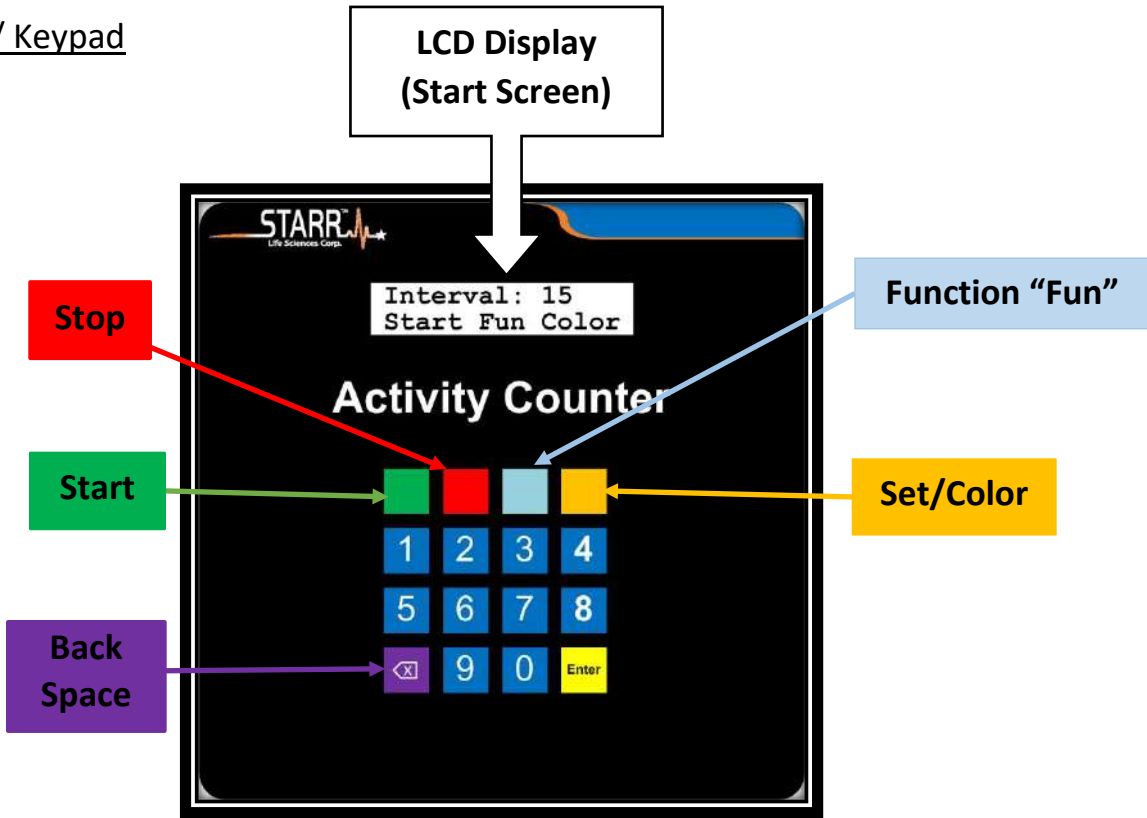 / Keypad
LCD Display
(Start Screen)
STARR™
Life Sciences Corp.
Interval: 15
Start Fun Color
Function “Fun”
Stop
Activity Counter
Start
Set/Color
1 2 3 4
5 6 7 8
Back
Space
9 0 Enter